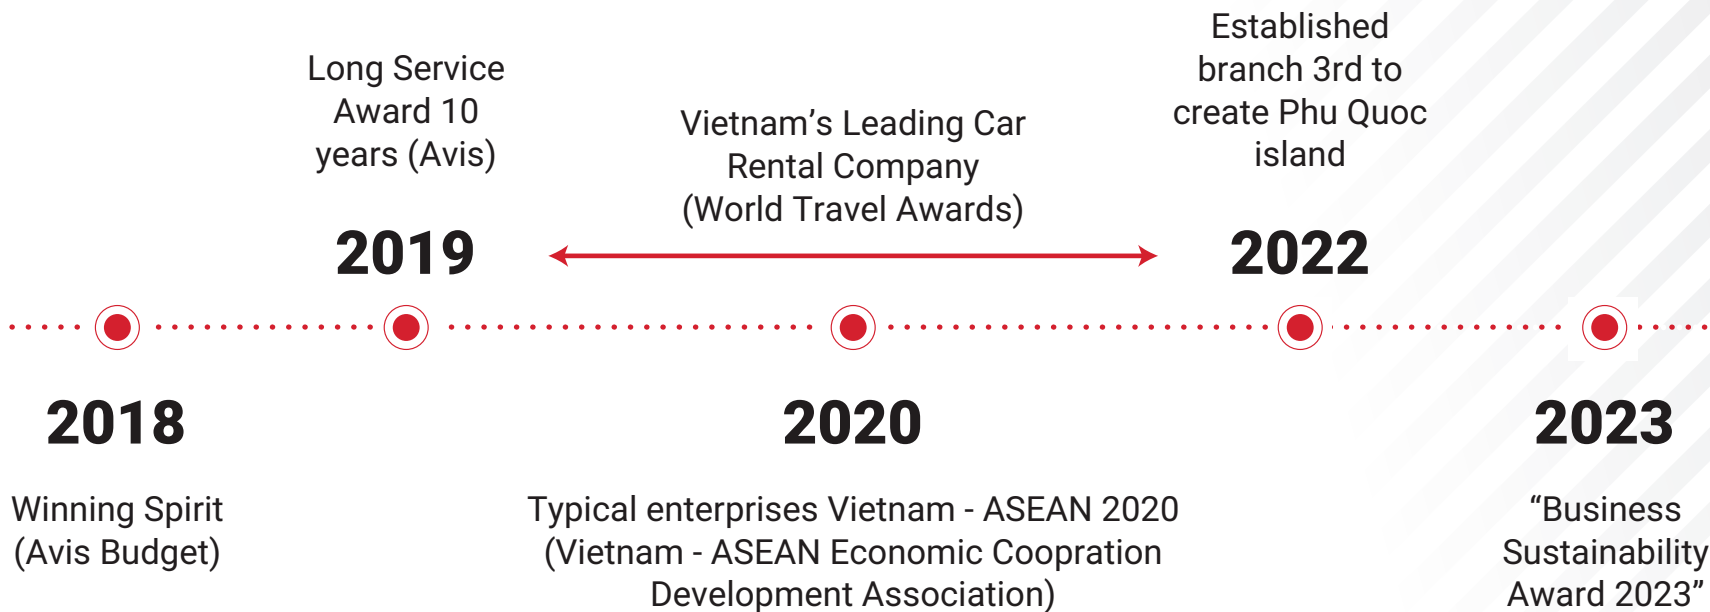 Long Service
Award 10
years (Avis)
2019
Vietnam’s Leading Car
Rental Company
(World Travel Awards)
Established
branch 3rd to
create Phu Quoc
island
2022
2018
Winning Spirit
(Avis Budget)
2020
Typical enterprises Vietnam - ASEAN 2020
(Vietnam - ASEAN Economic Coopration
Development Association)
2023
“Business
Sustainability
Award 2023”